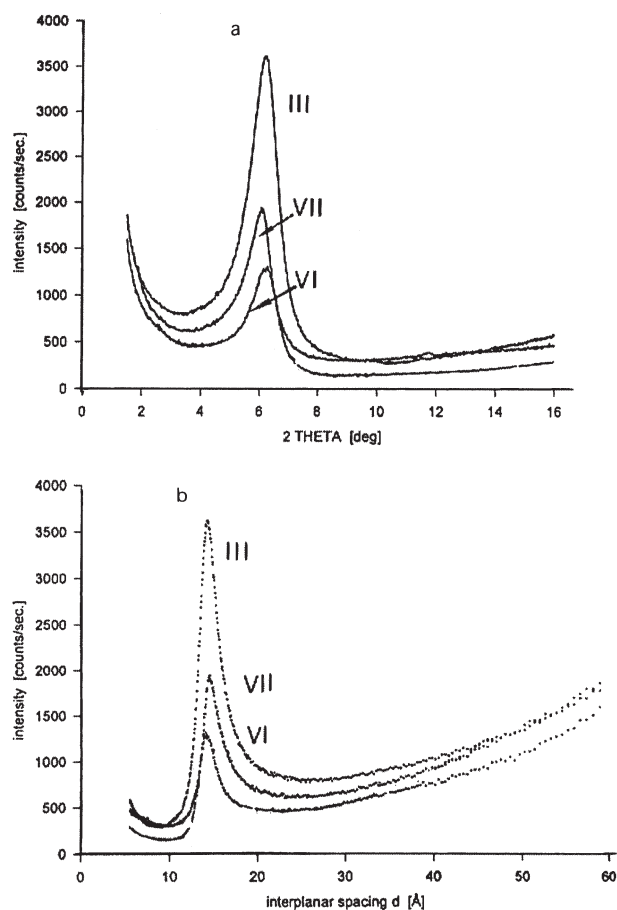 a
4000
3500
3000
2500
2000
1500
1000
500
0
intensity [counts/sec.]
III
VII
VI
0 2 4 6 8 10 12 14 16
2 THETA [deg]
b
4000
3500
3000
2500
2000
1500
1000
500
0
intensity [counts/sec.]
III
VII
VI
0 10 20 30 40 50 60
interplanar spacing d [Å]